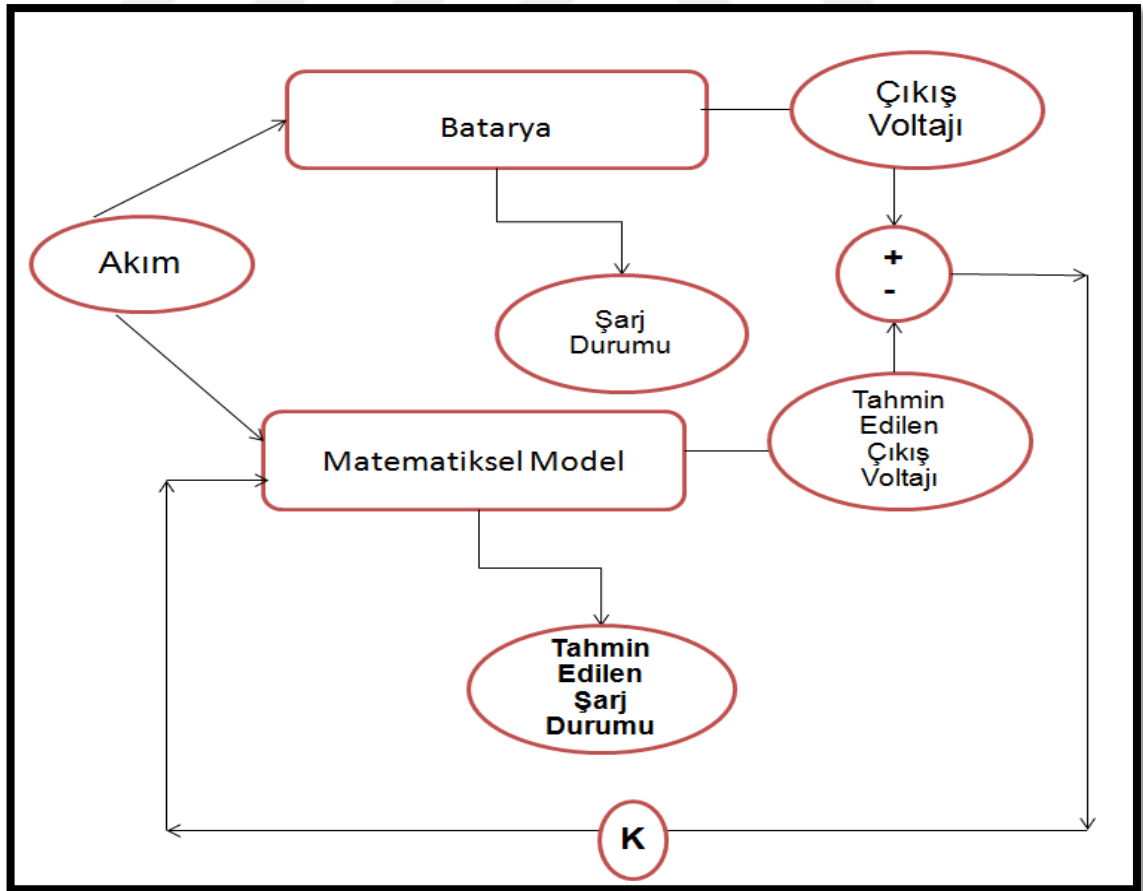 Batarya
Çıkış
Voltajı
Akım
+
-
Şarj
Durumu
Matematiksel Model
Tahmin
Edilen
Çıkış
Voltajı
Tahmin
Edilen
Şarj
Durumu
K